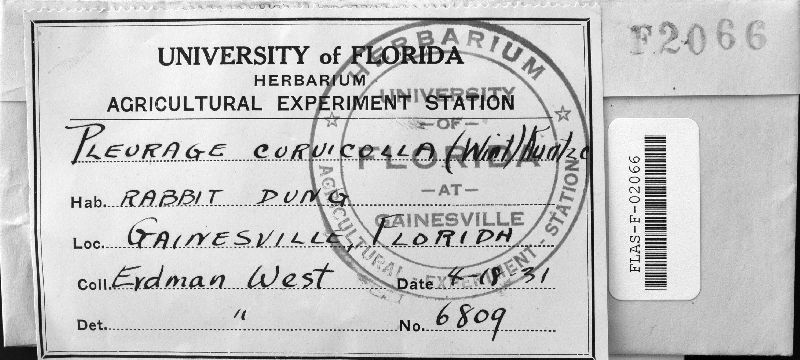 UNIVERSITY of FLORIDA
HERBARIUM
AGRICULTURAL EXPERIMENT STATION
PLEURAGE CURVICOLLA (Wint) Kuntze
Hab. RABBIT DUNG
Loc. GAINESVILLE, FLORIDA
Coll. Erdman West Date 4-18 31
Det. " No. 6809
HERBARIUM
UNIVERSITY
—OF—
FLORIDA
—AT—
GAINESVILLE
AGRICULTURAL EXPERIMENT STATION
F2066
FLAS-F-02066